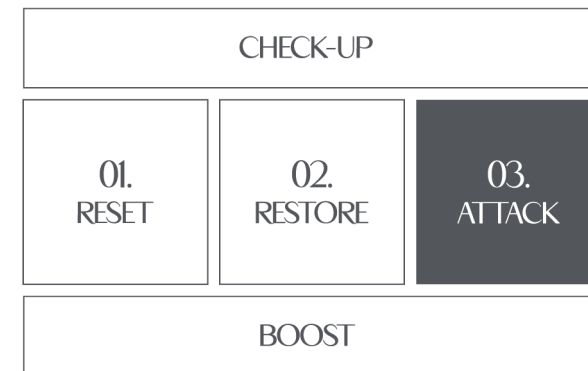 CHECK-UP
01.
RESET
02.
RESTORE
03.
ATTACK
BOOST